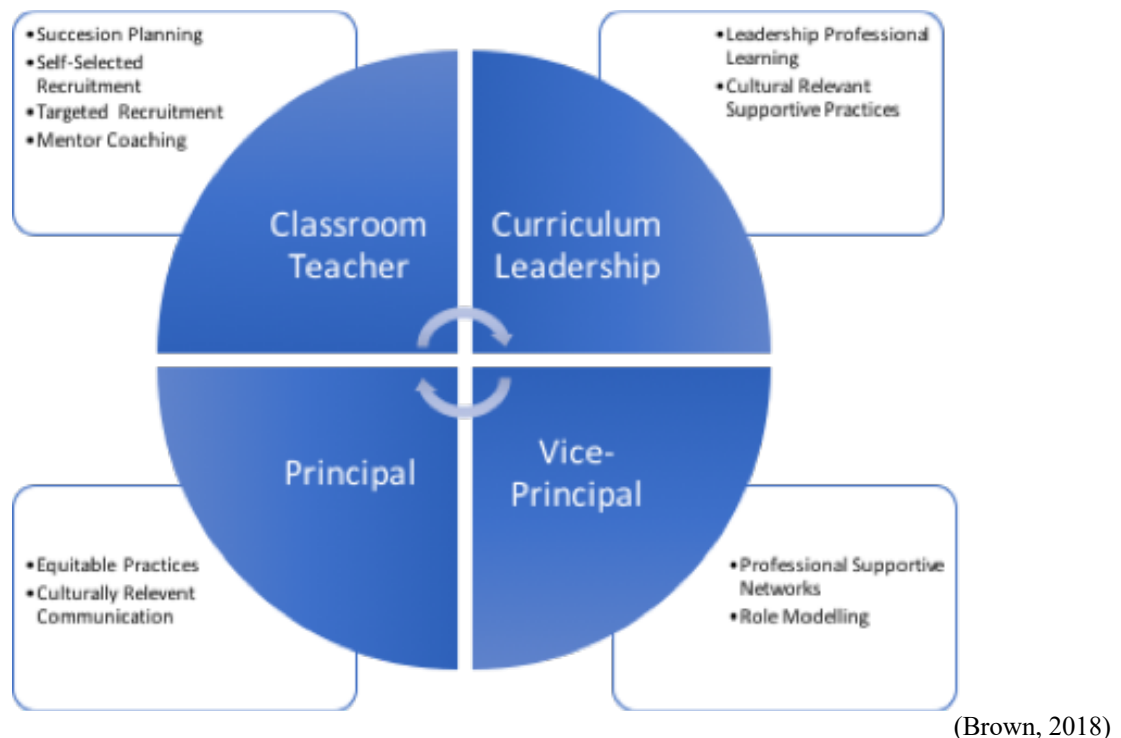 •Succesion Planning
•Self-Selected
Recruitment
•Targeted Recruitment
•Mentor Coaching
•Leadership Professional
Learning
•Cultural Relevant
Supportive Practices
Classroom
Teacher
Curriculum
Leadership
Principal
Vice-
Principal
•Equitable Practices
•Culturally Relevent
Communication
•Professional Supportive
Networks
•Role Modelling
(Brown, 2018)